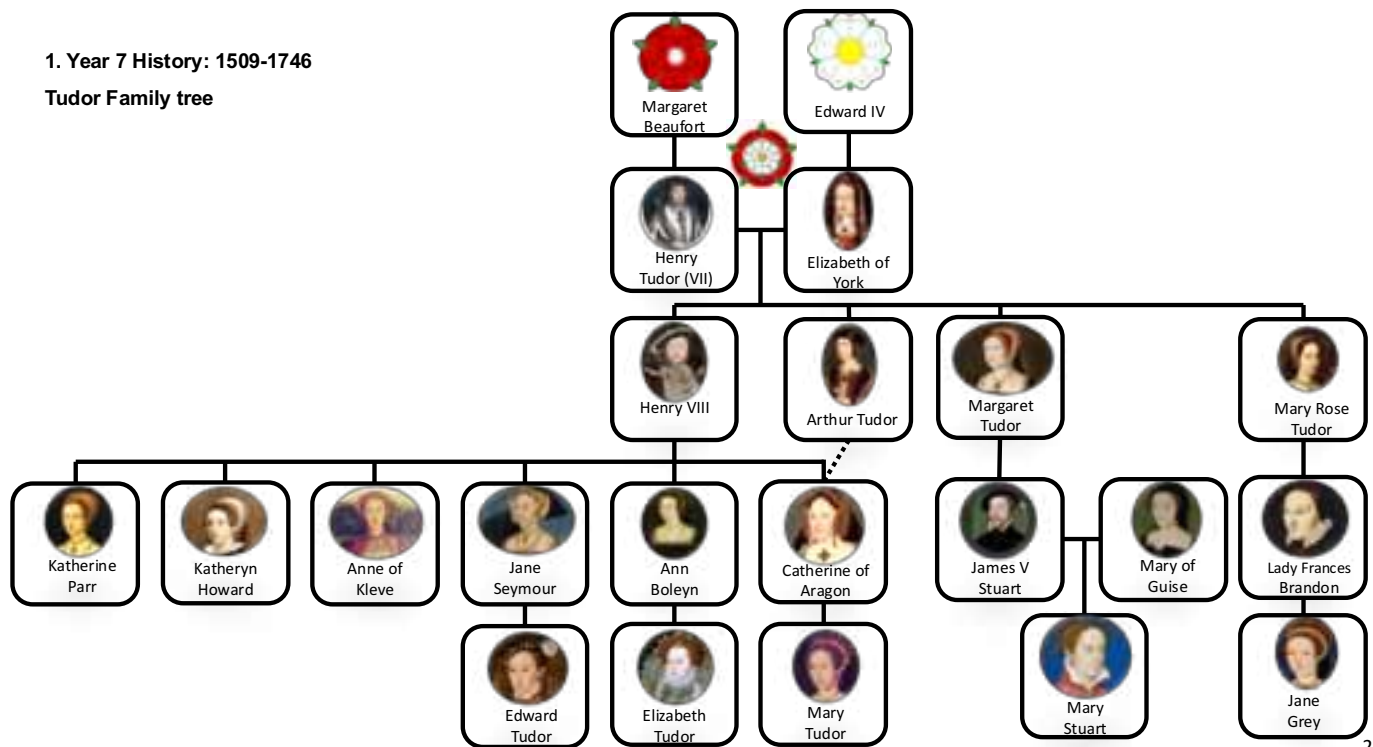 1. Year 7 History: 1509-1746
Tudor Family tree
Margaret
Beaufort
Edward IV
Henry
Tudor (VII)
Elizabeth of
York
Henry VIII
Arthur Tudor
Margaret
Tudor
Mary Rose
Tudor
Katherine
Parr
Katheryn
Howard
Anne of
Kleve
Jane
Seymour
Ann
Boleyn
Catherine of
Aragon
James V
Stuart
Mary of
Guise
Lady Frances
Brandon
Edward
Tudor
Elizabeth
Tudor
Mary
Tudor
Mary
Stuart
Jane
Grey
2